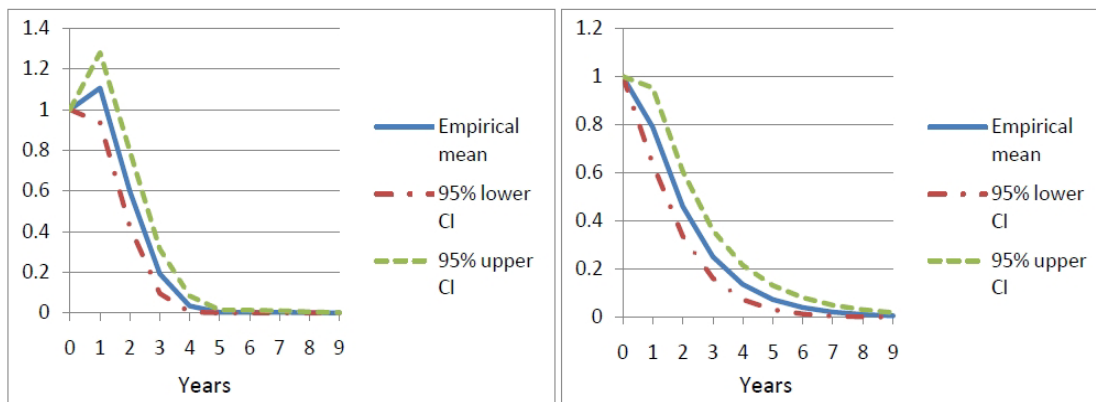 1.4
1.2
1
0.8
0.6
0.4
0.2
0
0 1 2 3 4 5 6 7 8 9
Years
Empirical
mean
95% lower
CI
95% upper
CI
1.2
1
0.8
0.6
0.4
0.2
0
0 1 2 3 4 5 6 7 8 9
Years
Empirical
mean
95% lower
CI
95% upper
CI